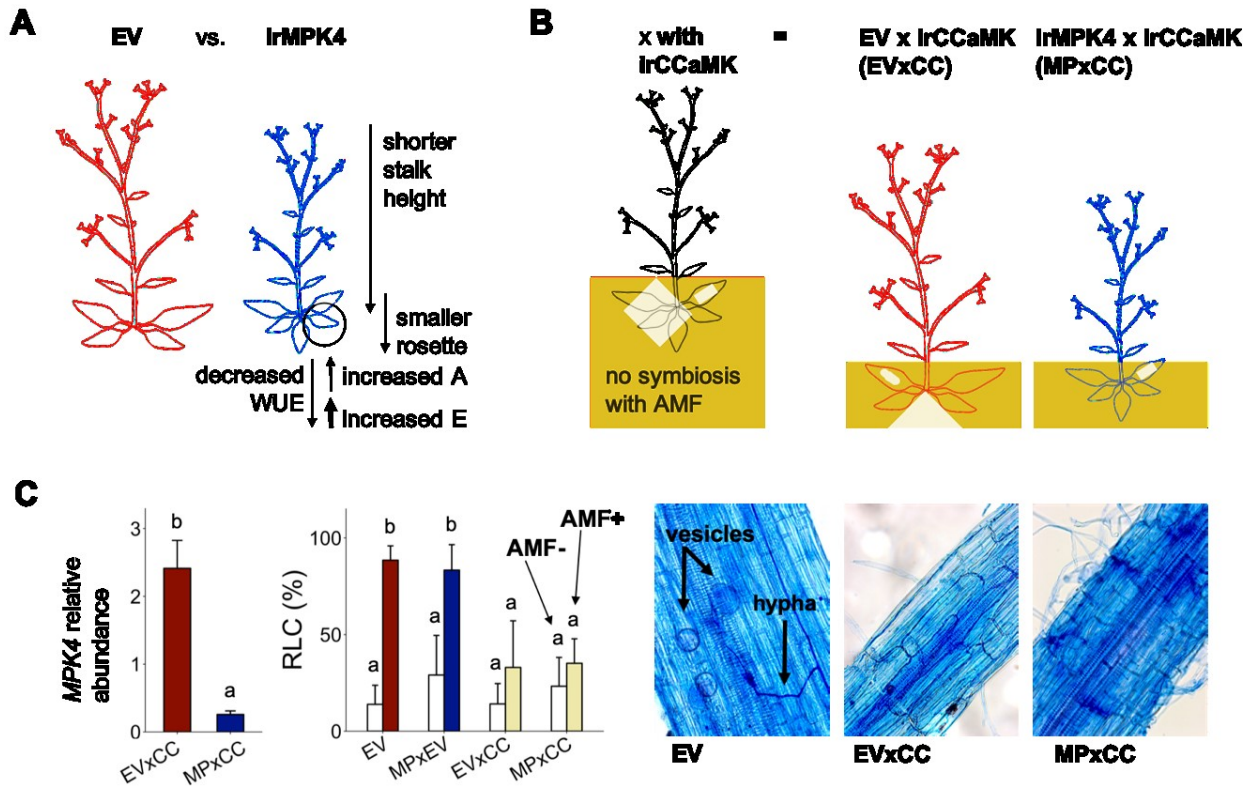 A
EV vs. irMPK4
shorter
stalk
height
smaller
rosette
decreased
WUE
increased A
increased E
B
x with
irCCaMK
=
EV x irCCaMK
(EVxCC)
irMPK4 x irCCaMK
(MPxCC)
no symbiosis
with AMF
C
MPK4 relative
abundance
3
2
1
0
b
a
EVxCC
MPxCC
RLC (%)
100
50
0
a
b
a
b
a
a
a
a
AMF-
AMF+
EV
MPxEV
EVxCC
MPxCC
vesicles
hypha
EV
EVxCC
MPxCC